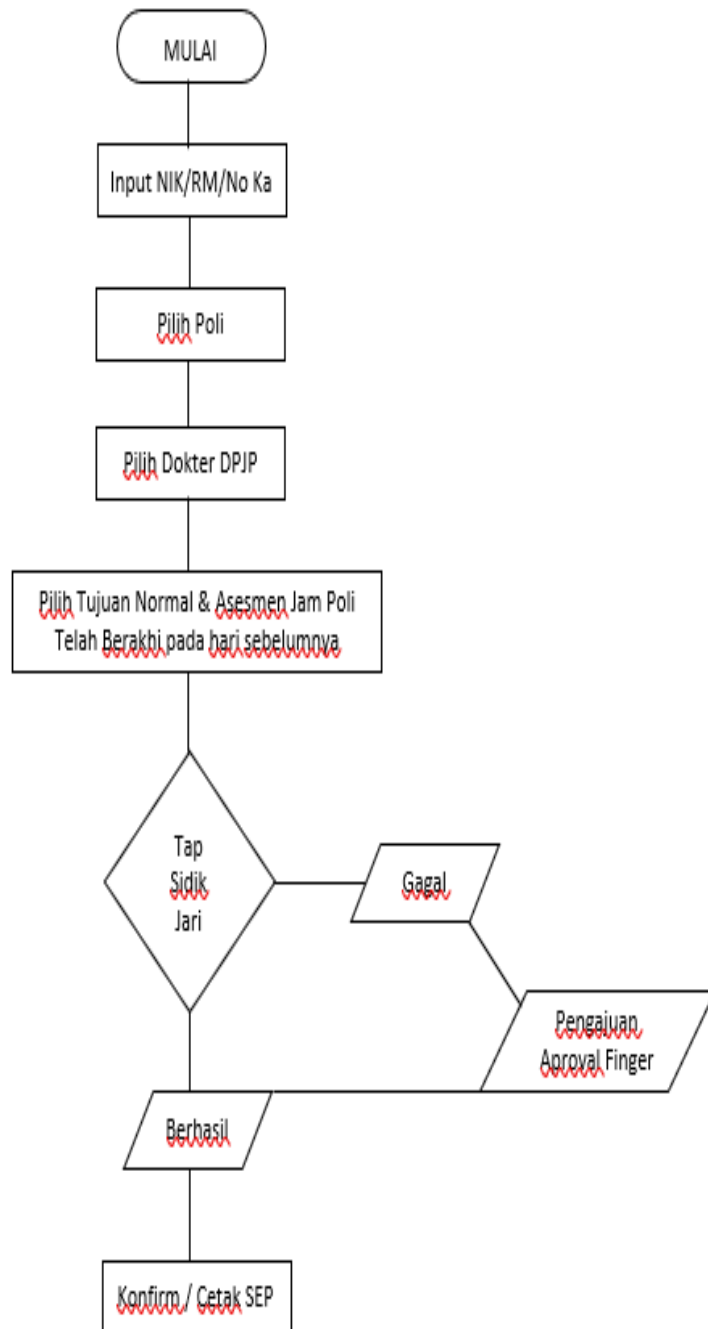 MULAI
Input NIK/RM/No Ka
Pilih Poli
Pilih Dokter DPJP
Pilih Tujuan Normal & Asesmen Jam Poli
Telah Berakhi pada hari sebelumnya
Tap
Sidik
Jari
Gagal
Pengajuan
Aproval Finger
Berhasil
Konfirm / Cetak SEP